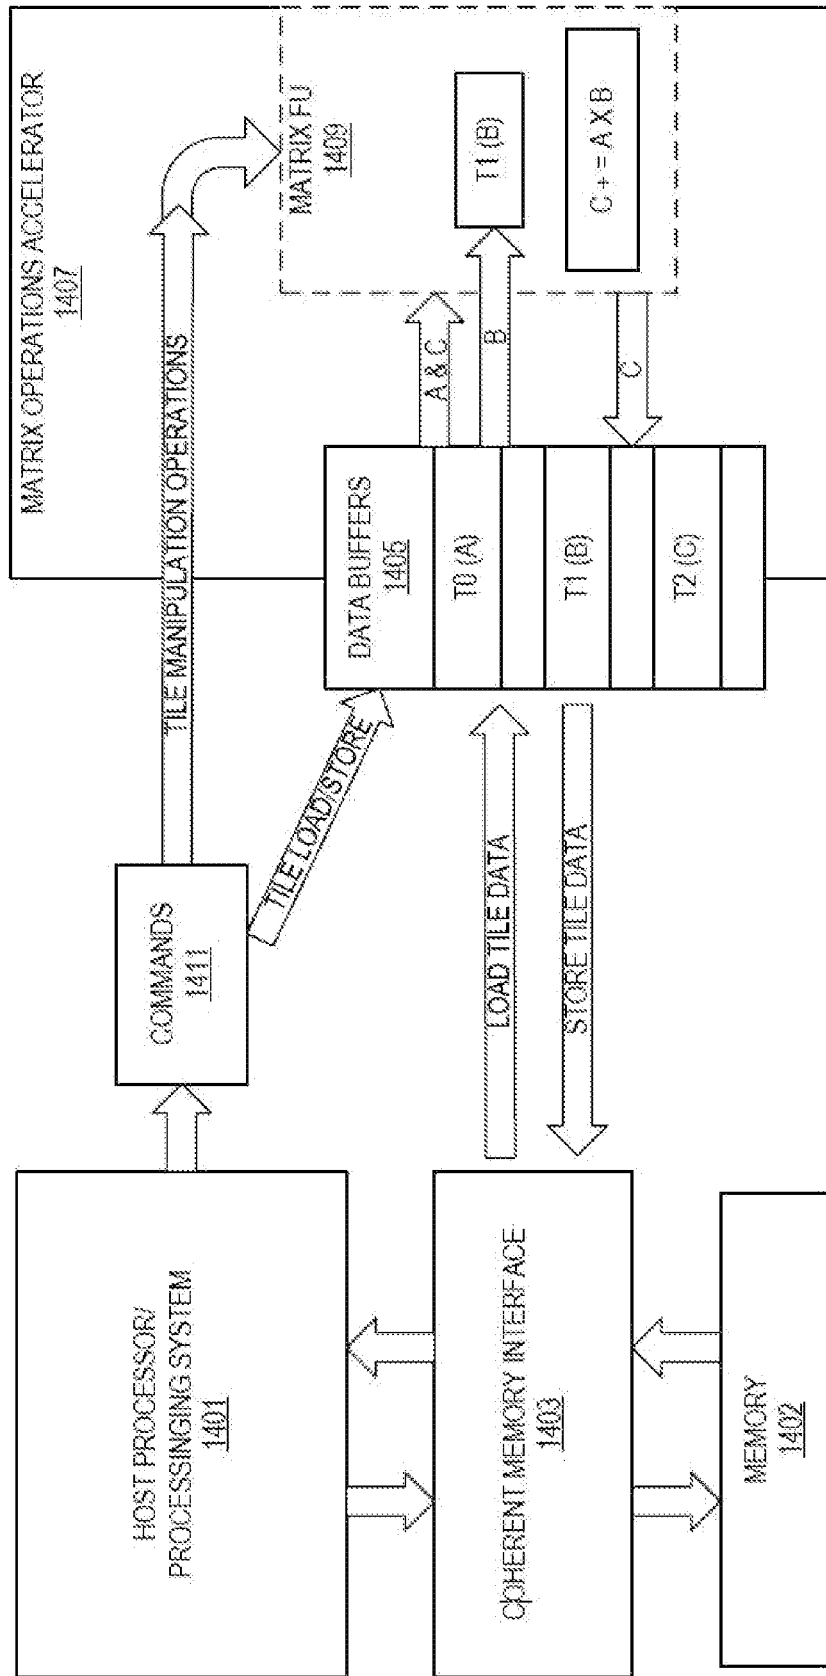 HOST PROCESSOR/
PROCESSINGING SYSTEM
1401
COHERENT MEMORY INTERFACE
1403
MEMORY
1402
COMMANDS
1411
TILE MANIPULATION OPERATIONS
TILE LOAD/STORE
LOAD TILE DATA
STORE TILE DATA
MATRIX OPERATIONS ACCELERATOR
1407
DATA BUFFERS
1405
T0 (A)
T1 (B)
T2 (C)
A & C
B
C
MATRIX FU
1409
T1 (B)
C += A X B